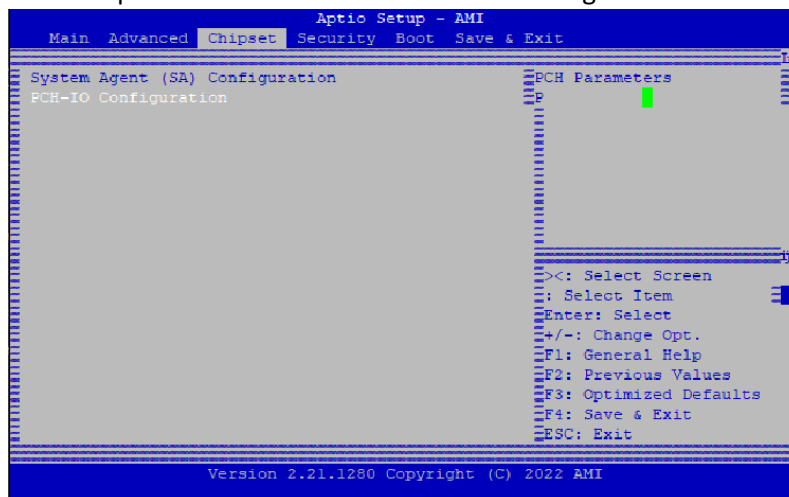 Aptio Setup - AMI
Main Advanced Chipset Security Boot Save & Exit
System Agent (SA) Configuration
PCH-IO Configuration
PCH Parameters
P
><: Select Screen
: Select Item
Enter: Select
+/-: Change Opt.
F1: General Help
F2: Previous Values
F3: Optimized Defaults
F4: Save & Exit
ESC: Exit
Version 2.21.1280 Copyright (C) 2022 AMI